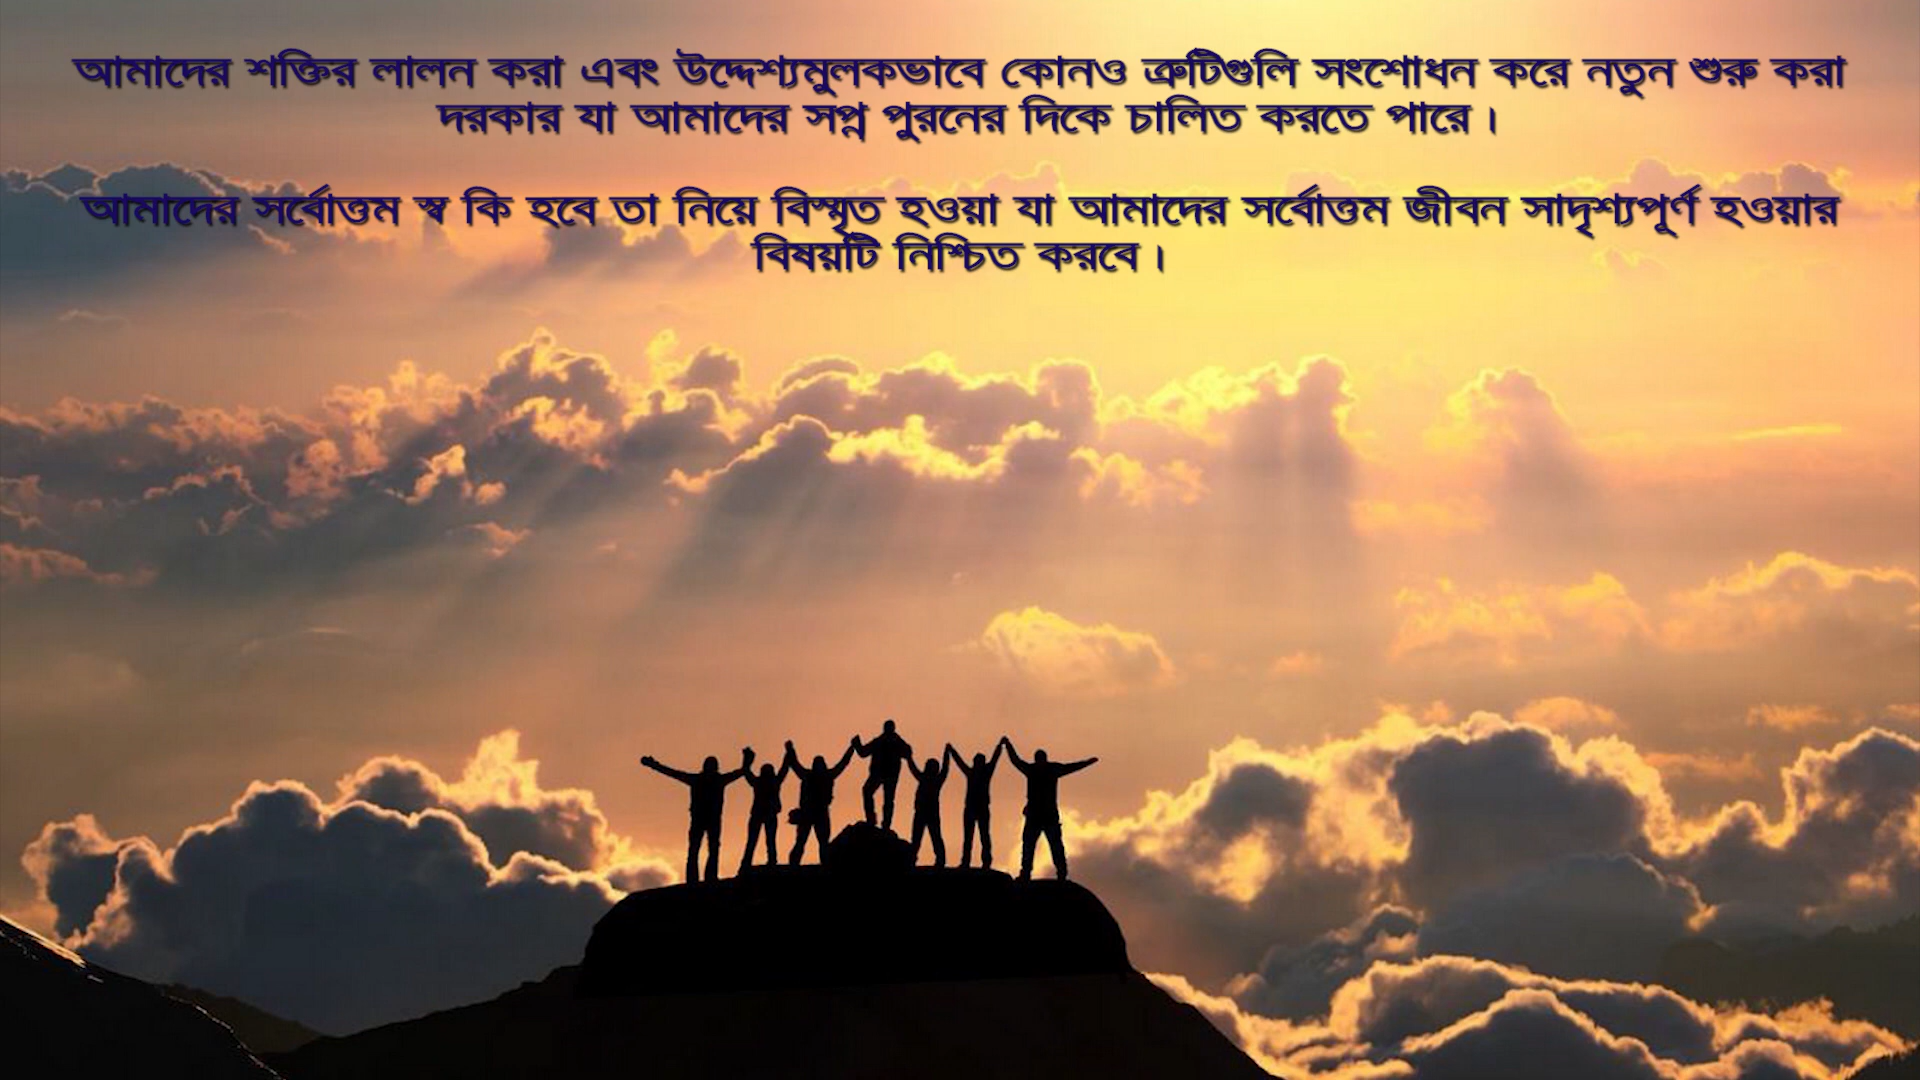 আমাদের শক্তির লালন করা এবং উদ্দেশ্যমুলকভাবে কোনও ত্রুটিগুলি সংশোধন করে নতুন শুরু করা
দরকার যা আমাদের সপ্ন পুরনের দিকে চালিত করতে পারে।
আমাদের সর্বোত্তম স্ব কি হবে তা নিয়ে বিস্মৃত হওয়া যা আমাদের সর্বোত্তম জীবন সাদৃশ্যপূর্ণ হওয়ার
বিষয়টি নিশ্চিত করবে।